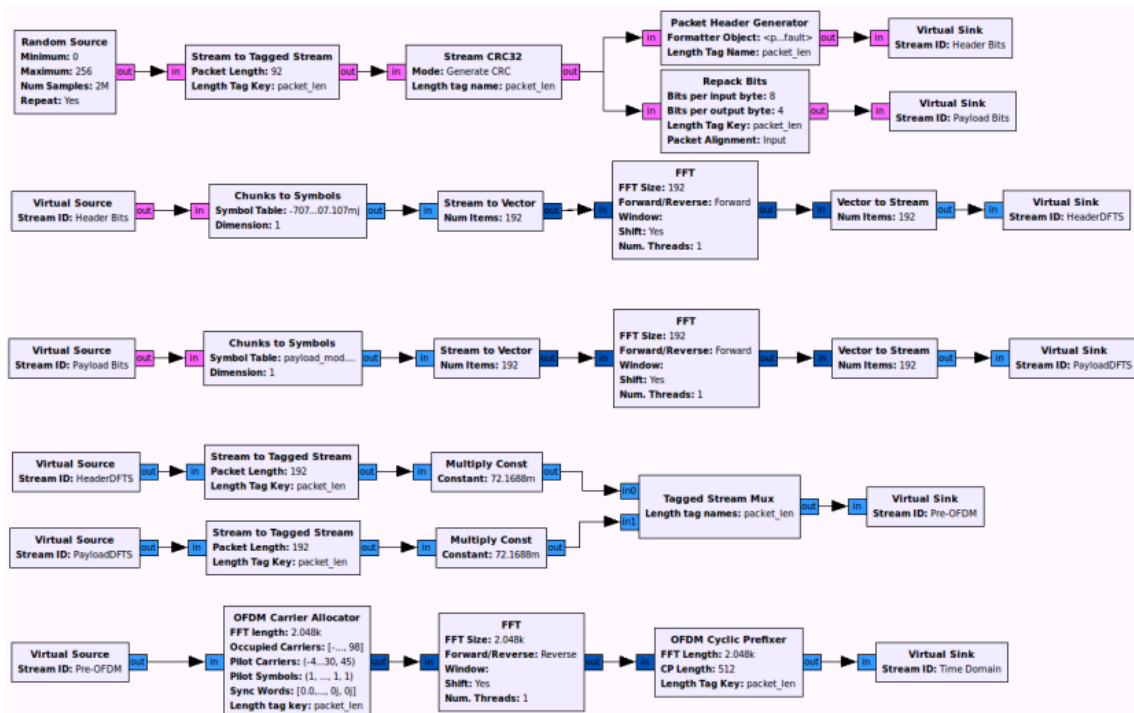 Random Source
Minimum: 0
Maximum: 256
Num Samples: 2M
Repeat: Yes
out
in
Stream to Tagged Stream
Packet Length: 92
Length Tag Key: packet_len
out
in
Stream CRC32
Mode: Generate CRC
Length tag name: packet_len
out
in
Packet Header Generator
Formatter Object: <p...fault>
Length Tag Name: packet_len
out
in
Virtual Sink
Stream ID: Header Bits
in
Repack Bits
Bits per input byte: 8
Bits per output byte: 4
Length Tag Key: packet_len
Packet Alignment: Input
out
in
Virtual Sink
Stream ID: Payload Bits
Virtual Source
Stream ID: Header Bits
out
in
Chunks to Symbols
Symbol Table: -707...07.107mj
Dimension: 1
out
in
Stream to Vector
Num Items: 192
out
in
FFT
FFT Size: 192
Forward/Reverse: Forward
Window:
Shift: Yes
Num. Threads: 1
out
in
Vector to Stream
Num Items: 192
out
in
Virtual Sink
Stream ID: HeaderDFTS
Virtual Source
Stream ID: Payload Bits
out
in
Chunks to Symbols
Symbol Table: payload_mod....
Dimension: 1
out
in
Stream to Vector
Num Items: 192
out
in
FFT
FFT Size: 192
Forward/Reverse: Forward
Window:
Shift: Yes
Num. Threads: 1
out
in
Vector to Stream
Num Items: 192
out
in
Virtual Sink
Stream ID: PayloadDFTS
Virtual Source
Stream ID: HeaderDFTS
out
in
Stream to Tagged Stream
Packet Length: 192
Length Tag Key: packet_len
out
in
Multiply Const
Constant: 72.1688m
out
Virtual Source
Stream ID: PayloadDFTS
out
in
Stream to Tagged Stream
Packet Length: 192
Length Tag Key: packet_len
out
in
Multiply Const
Constant: 72.1688m
out
in0
in1
Tagged Stream Mux
Length tag names: packet_len
out
in
Virtual Sink
Stream ID: Pre-OFDM
Virtual Source
Stream ID: Pre-OFDM
out
in
OFDM Carrier Allocator
FFT length: 2.048k
Occupied Carriers: [-..., 98]
Pilot Carriers: (-4...30, 45)
Pilot Symbols: (1, ..., 1, 1)
Sync Words: [0.0,..., 0j, 0j]
Length tag key: packet_len
out
in
FFT
FFT Size: 2.048k
Forward/Reverse: Reverse
Window:
Shift: Yes
Num. Threads: 1
out
in
OFDM Cyclic Prefixer
FFT Length: 2.048k
CP Length: 512
Length Tag Key: packet_len
out
in
Virtual Sink
Stream ID: Time Domain